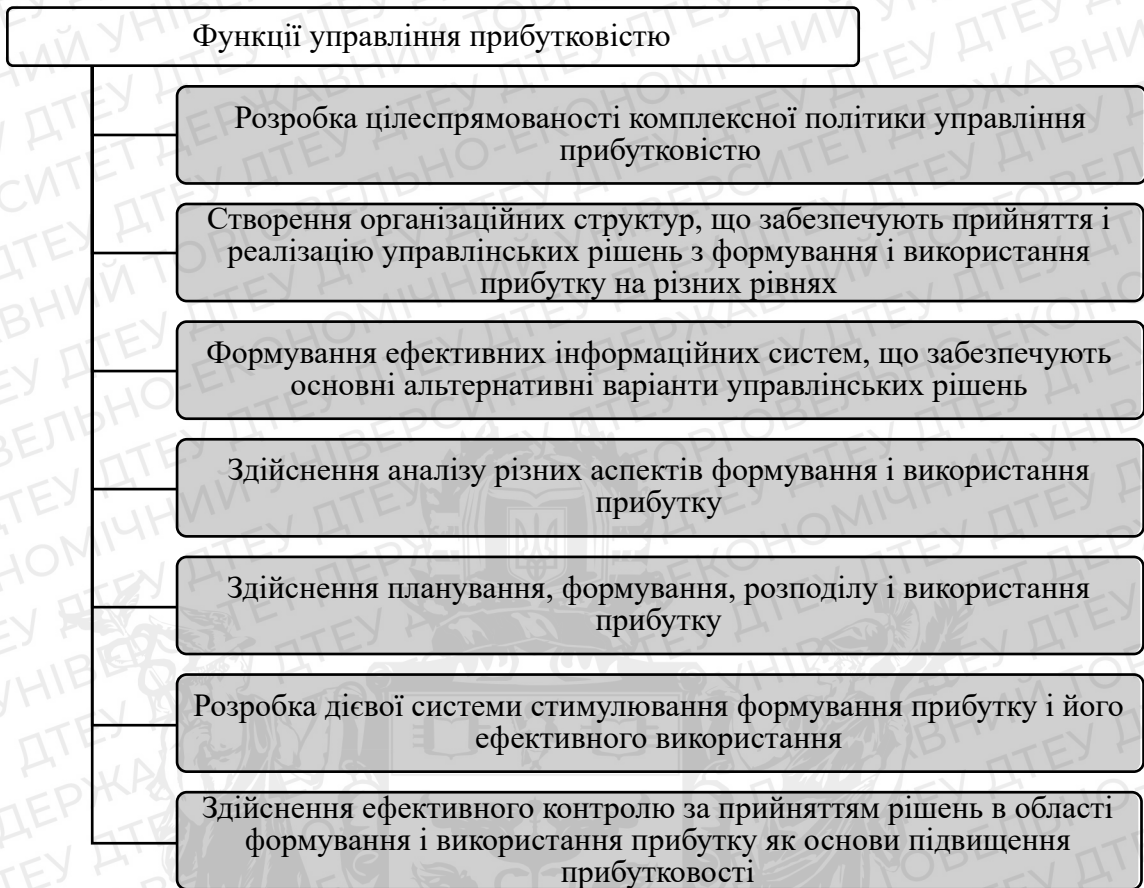 Функції управління прибутковістю
Розробка цілеспрямованості комплексної політики управління
прибутковістю
Створення організаційних структур, що забезпечують прийняття і
реалізацію управлінських рішень з формування і використання
прибутку на різних рівнях
Формування ефективних інформаційних систем, що забезпечують
основні альтернативні варіанти управлінських рішень
Здійснення аналізу різних аспектів формування і використання
прибутку
Здійснення планування, формування, розподілу і використання
прибутку
Розробка дієвої системи стимулювання формування прибутку і його
ефективного використання
Здійснення ефективного контролю за прийняттям рішень в області
формування і використання прибутку як основи підвищення
прибутковості